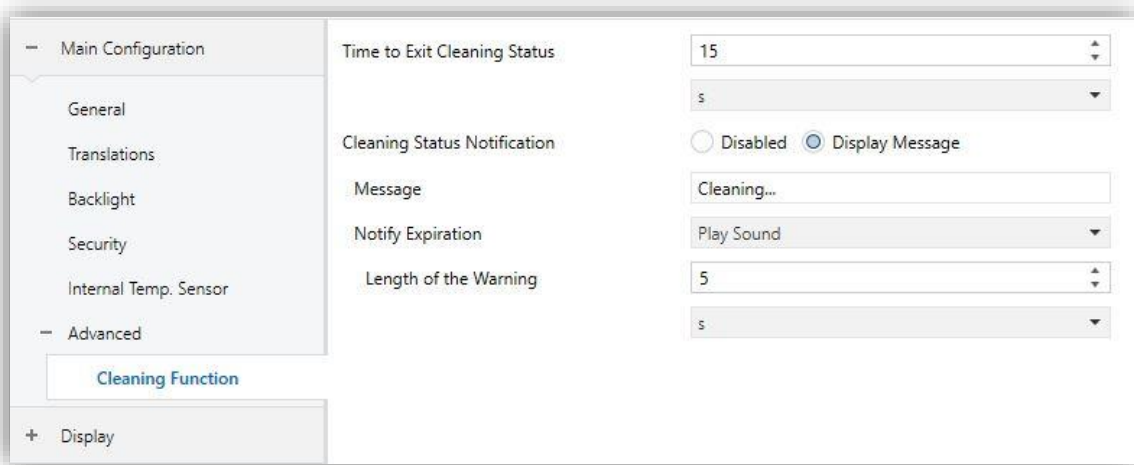 Main Configuration
General
Translations
Backlight
Security
Internal Temp. Sensor
Advanced
Cleaning Function
Display
Time to Exit Cleaning Status
15
s
Cleaning Status Notification
Disabled Display Message
Message
Cleaning...
Notify Expiration
Play Sound
Length of the Warning
5
s